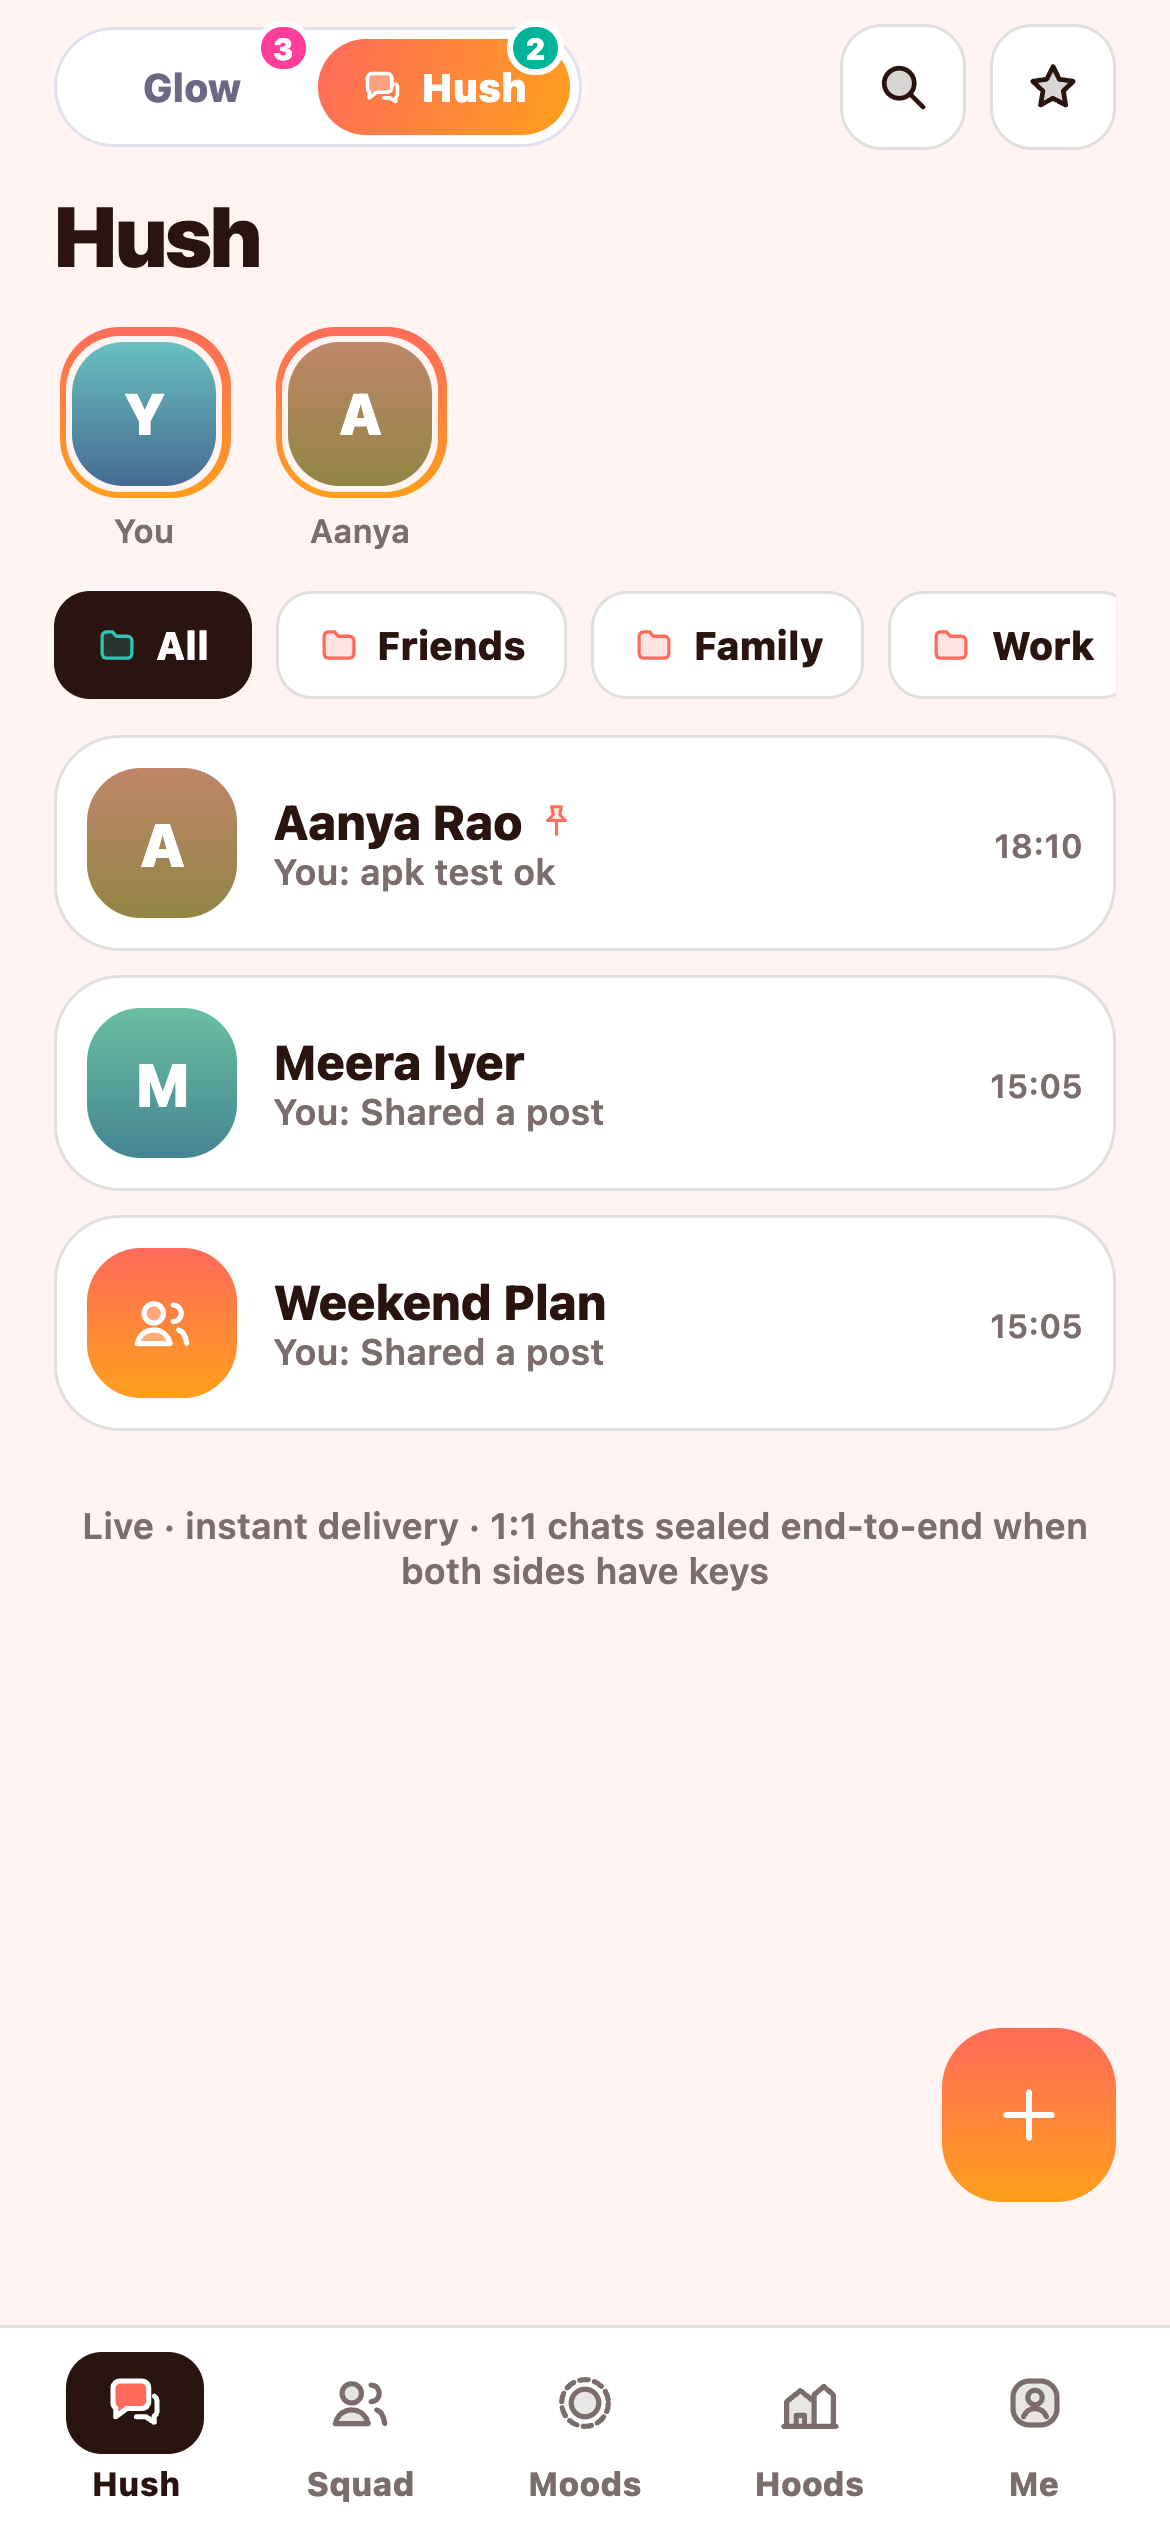 Glow
3
Hush
2
Hush
Y
A
You
Aanya
All
Friends
Family
Work
A
Aanya Rao
You: apk test ok
18:10
M
Meera Iyer
You: Shared a post
15:05
Weekend Plan
You: Shared a post
15:05
Live · instant delivery · 1:1 chats sealed end-to-end when
both sides have keys
Hush
Squad
Moods
Hoods
Me